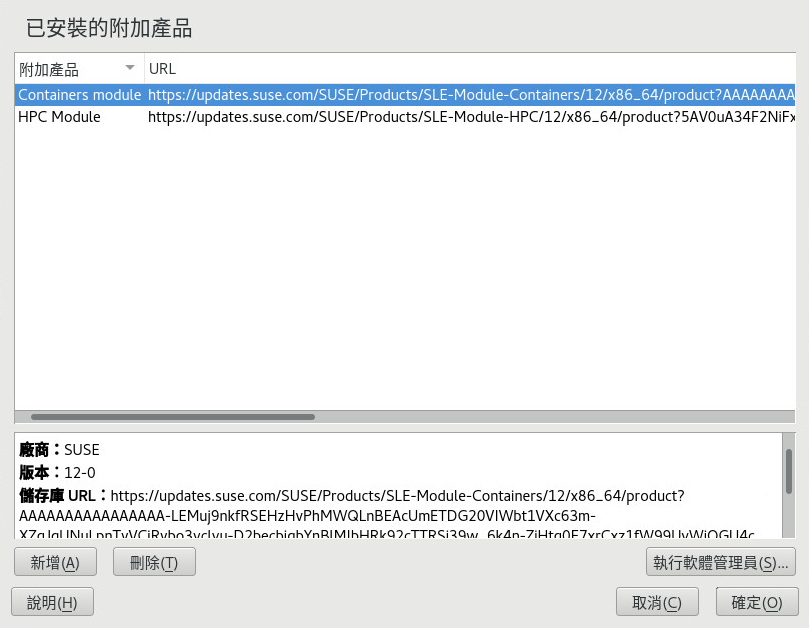 已安裝的附加產品
附加產品 URL
Containers module https://updates.suse.com/SUSE/Products/SLE-Module-Containers/12/x86_64/product?AAAAAAAA
HPC Module https://updates.suse.com/SUSE/Products/SLE-Module-HPC/12/x86_64/product?5AV0uA34F2NiFx
廠商：SUSE
版本：12-0
儲存庫 URL：https://updates.suse.com/SUSE/Products/SLE-Module-Containers/12/x86_64/product?
AAAAAAAAAAAAAAAA-LEMuj9nkfRSEHzHvPhMWQLnBEAcUmETDG20VIWbt1VXc63m-
新增(A) 刪除(T) 執行軟體管理員(S)...
說明(H) 取消(C) 確定(O)